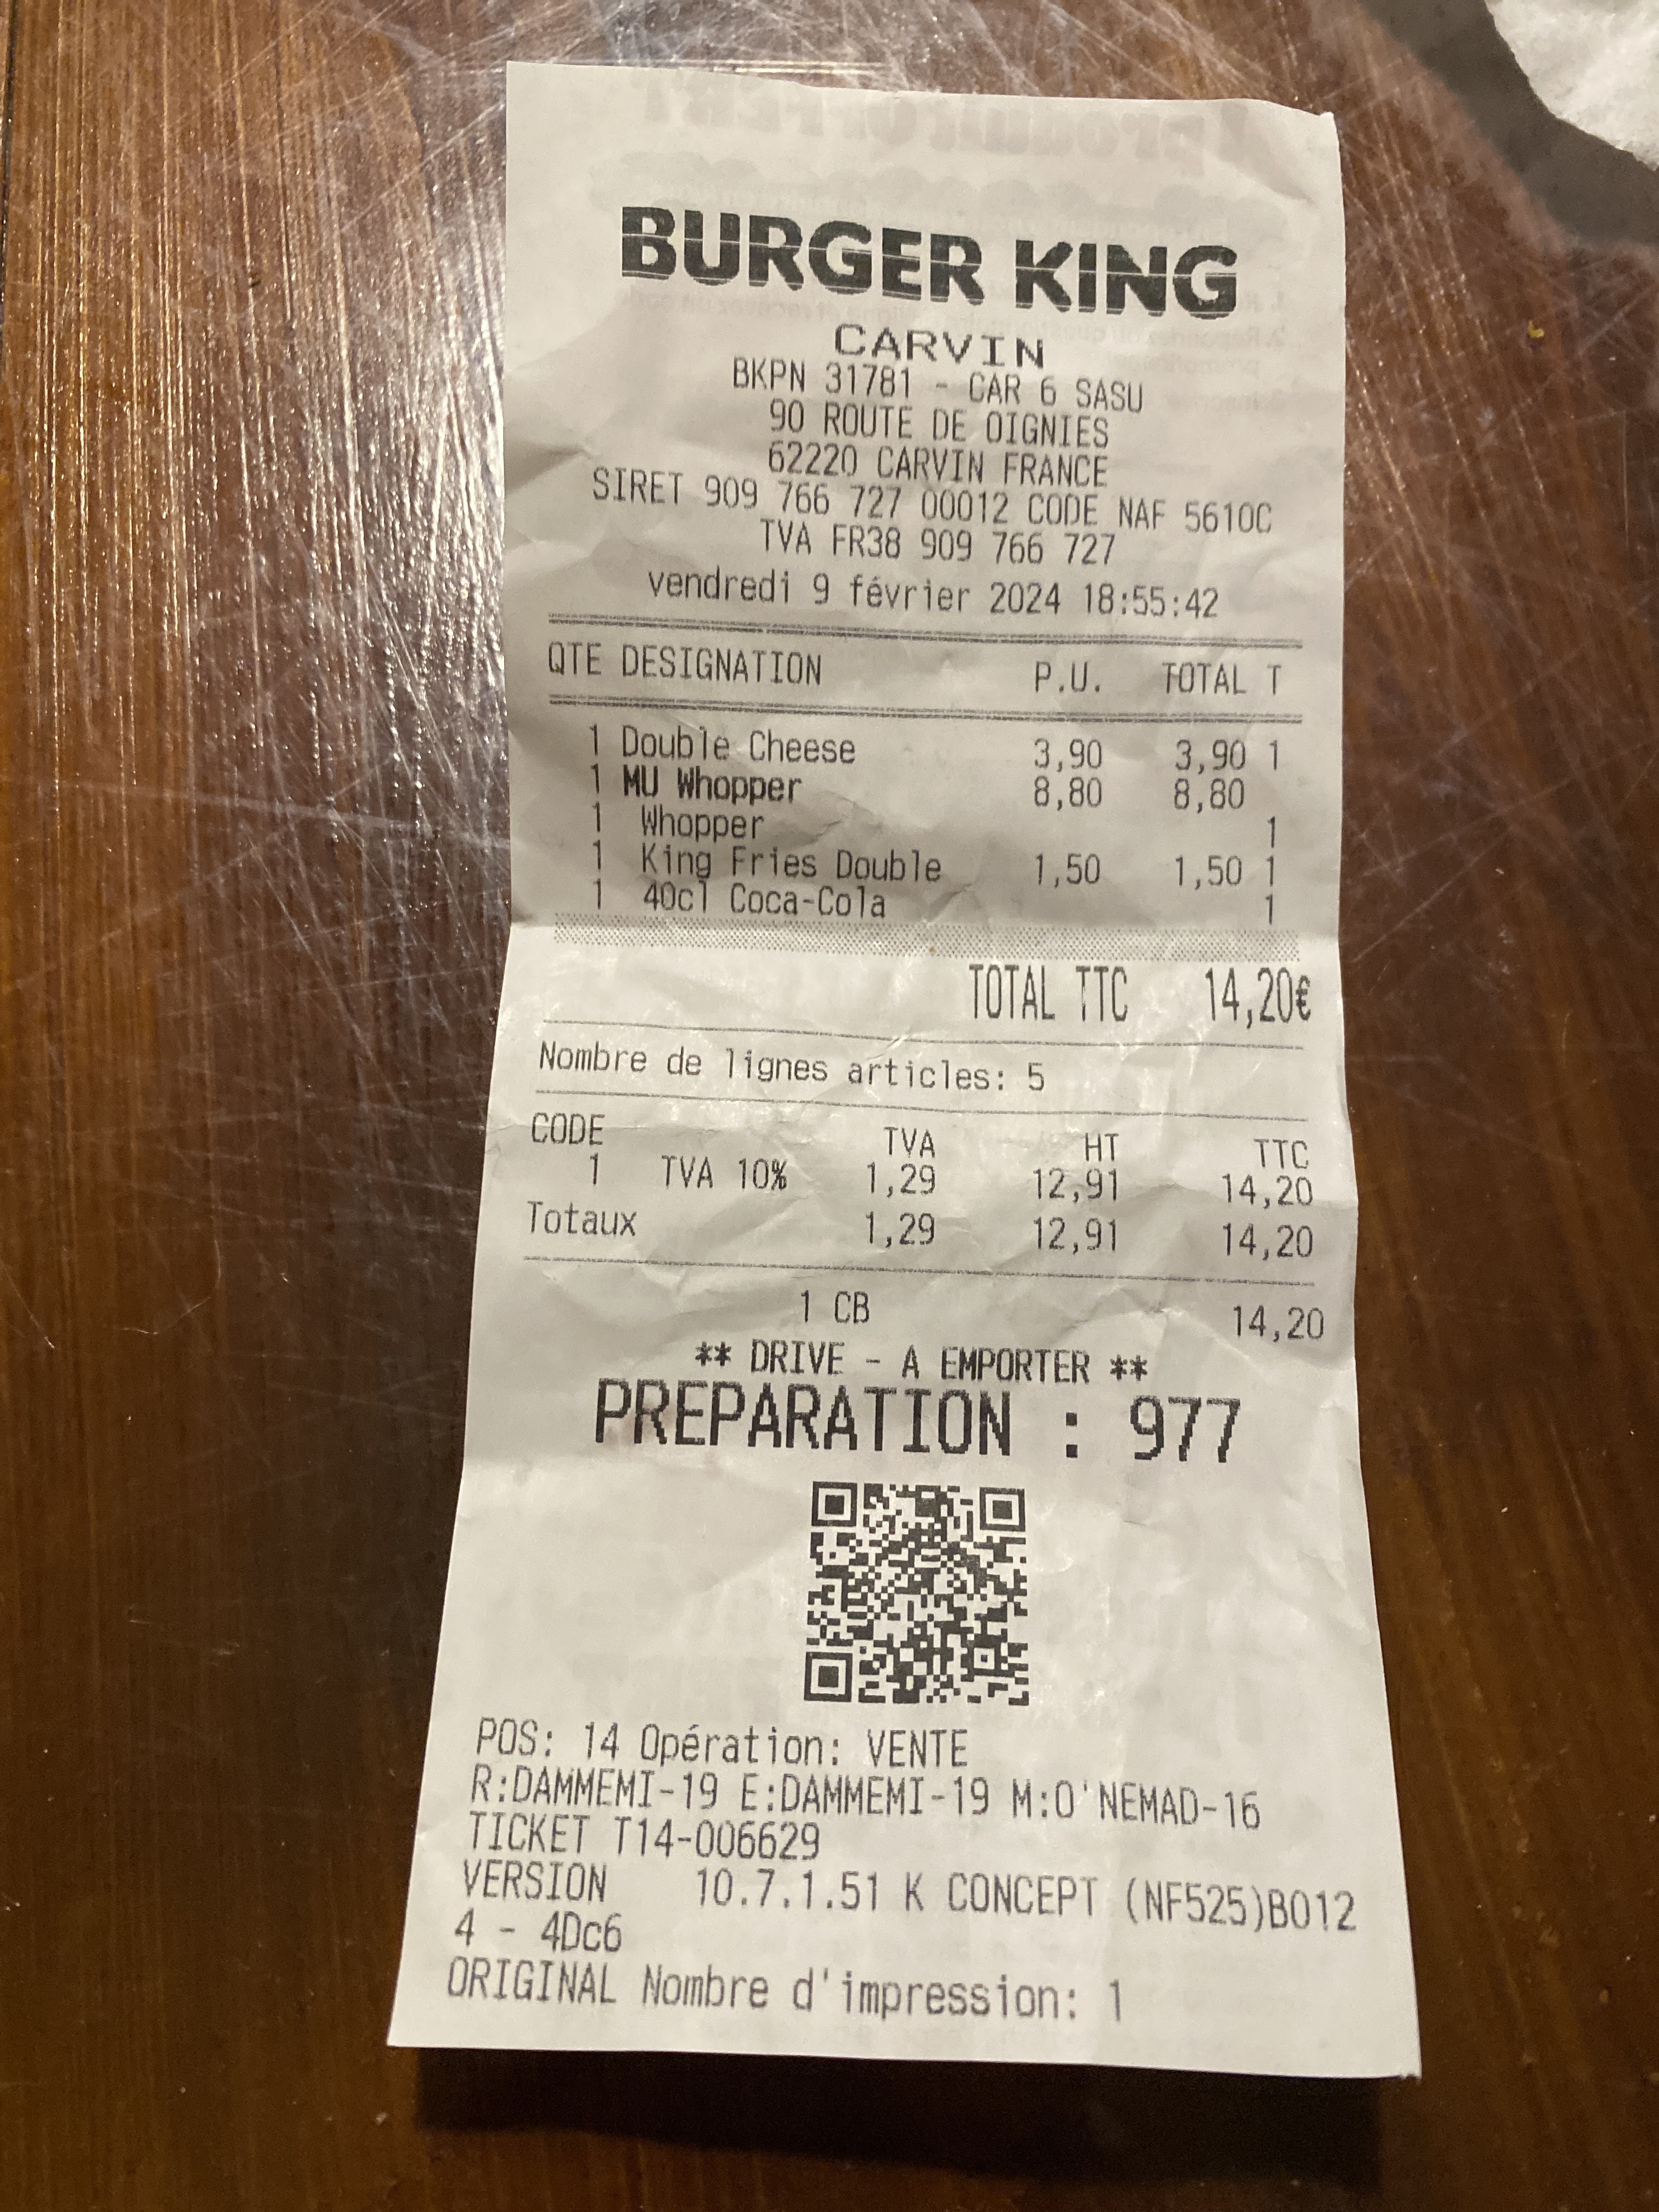 BURGER KING
CARVIN
BKPN 31781 - CAR 6 SASU
90 ROUTE DE OIGNIES
62220 CARVIN FRANCE
SIRET 909 766 727 00012 CODE NAF 5610C
TVA FR38 909 766 727
vendredi 9 février 2024 18:55:42
QTE DESIGNATION P.U. TOTAL T
1 Double Cheese 3,90 3,90 1
1 MU Whopper 8,80 8,80
1 Whopper 1
1 King Fries Double 1,50 1,50 1
1 40cl Coca-Cola 1
TOTAL TTC 14,20€
Nombre de lignes articles: 5
CODE TVA HT TTC
1 TVA 10% 1,29 12,91 14,20
Totaux 1,29 12,91 14,20
1 CB 14,20
** DRIVE - A EMPORTER **
PREPARATION : 977
POS: 14 Opération: VENTE
R:DAMMEMI-19 E:DAMMEMI-19 M:O'NEMAD-16
TICKET T14-006629
VERSION 10.7.1.51 K CONCEPT (NF525)B012
4 - 4Dc6
ORIGINAL Nombre d'impression: 1